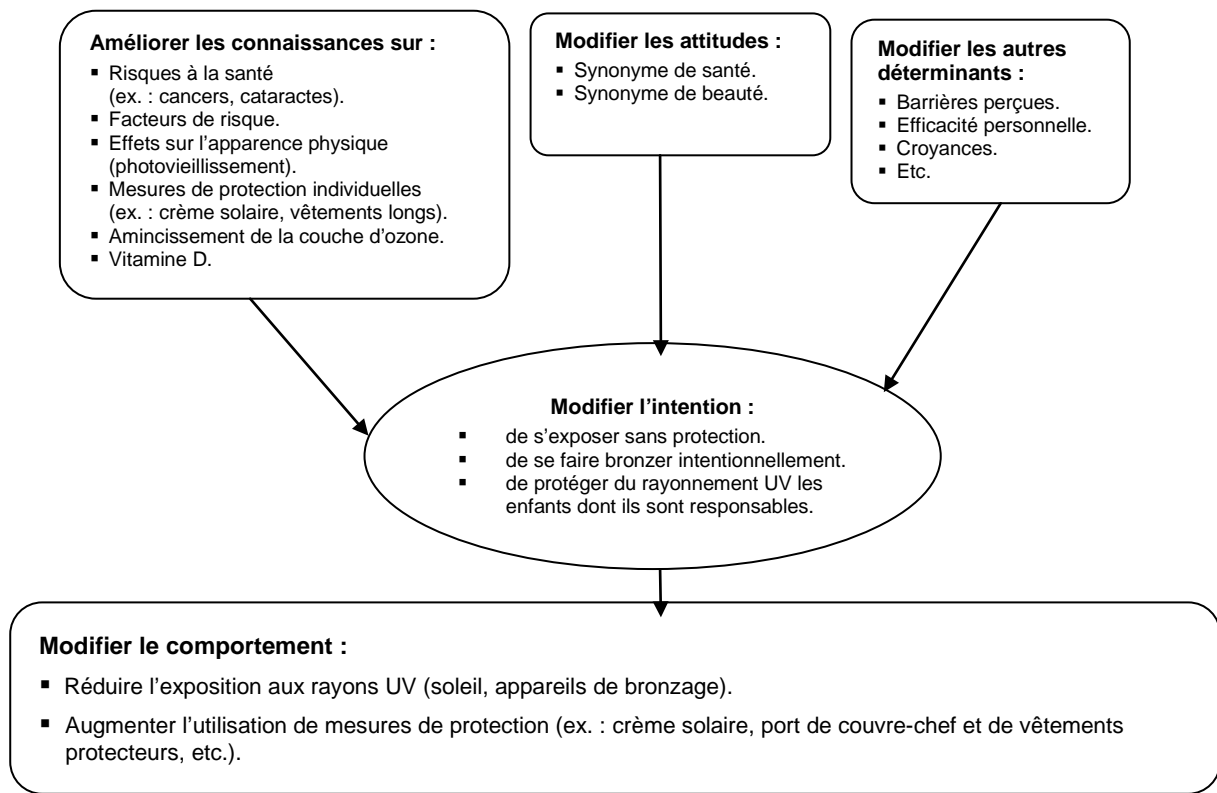 Améliorer les connaissances sur :
▪ Risques à la santé
(ex. : cancers, cataractes).
▪ Facteurs de risque.
▪ Effets sur l'apparence physique
(photovieillissement).
▪ Mesures de protection individuelles
(ex. : crème solaire, vêtements longs).
▪ Amincissement de la couche d'ozone.
▪ Vitamine D.
Modifier les attitudes :
▪ Synonyme de santé.
▪ Synonyme de beauté.
Modifier les autres
déterminants :
▪ Barrières perçues.
▪ Efficacité personnelle.
▪ Croyances.
▪ Etc.
Modifier l'intention :
▪ de s'exposer sans protection.
▪ de se faire bronzer intentionnellement.
▪ de protéger du rayonnement UV les
enfants dont ils sont responsables.
Modifier le comportement :
▪ Réduire l'exposition aux rayons UV (soleil, appareils de bronzage).
▪ Augmenter l'utilisation de mesures de protection (ex. : crème solaire, port de couvre-chef et de vêtements
protecteurs, etc.).